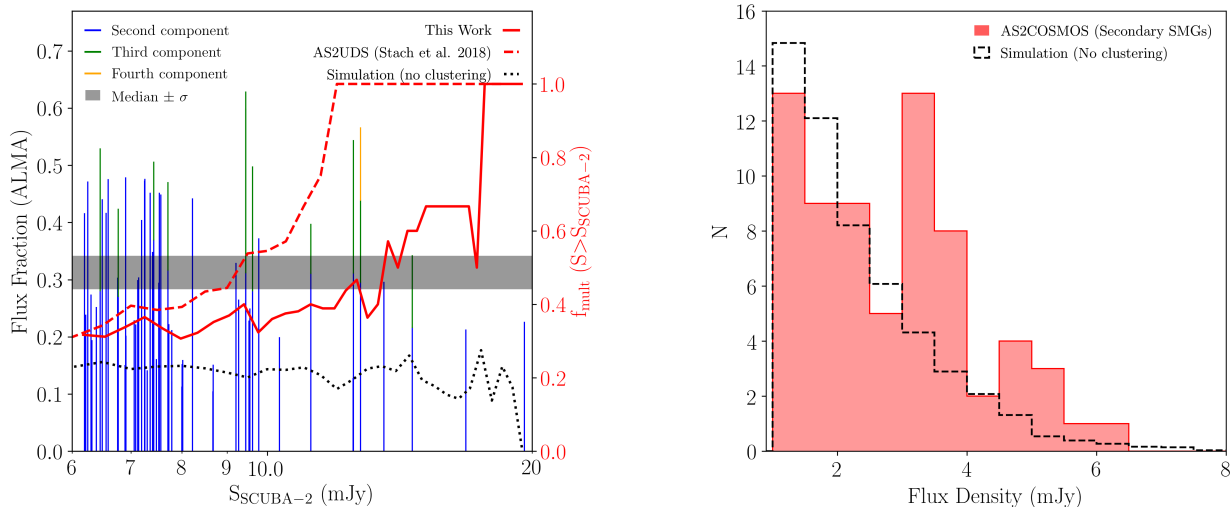 Second component
Third component
Fourth component
Median ± σ
This Work
AS2UDS (Stach et al. 2018)
Simulation (no clustering)
0.7
0.6
0.5
0.4
0.3
0.2
0.1
0.0
Flux Fraction (ALMA)
1.0
0.8
0.6
0.4
0.2
0.0
f_mult (S>S_SCUBA−2)
6
7
8
9
10.0
20
S_SCUBA−2 (mJy)
AS2COSMOS (Secondary SMGs)
Simulation (No clustering)
16
14
12
10
8
6
4
2
0
N
2
4
6
8
Flux Density (mJy)